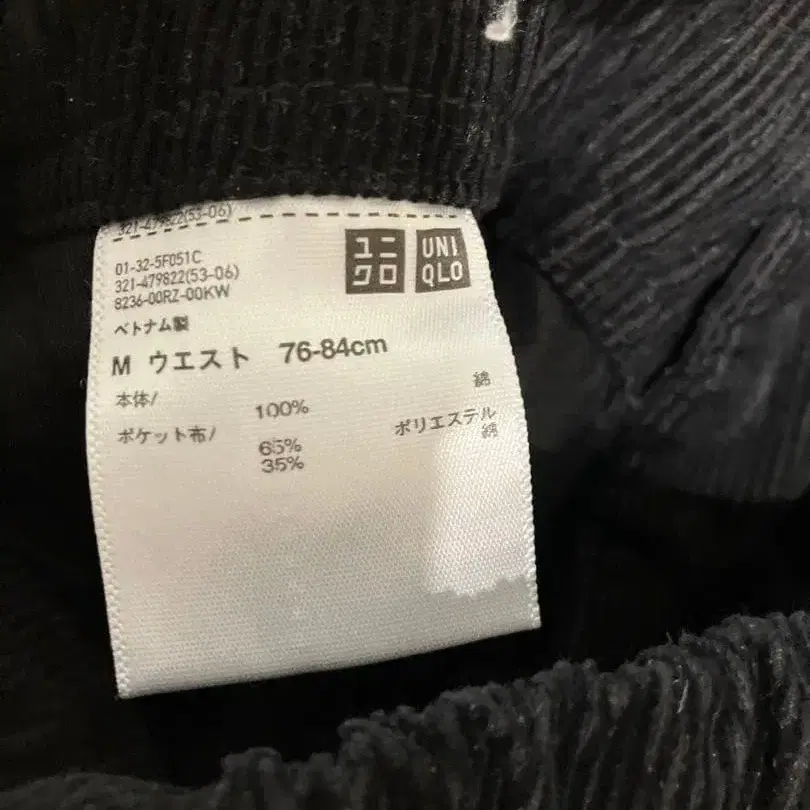 321-479822(53-06)
ユニクロ
UNIQLO
01-32-5F051C
321-479822(53-06)
8236-00RZ-00KW
ベトナム製
M ウエスト 76-84cm
本体/ 100% 綿
ポケット布/ 65% ポリエステル
35% 綿